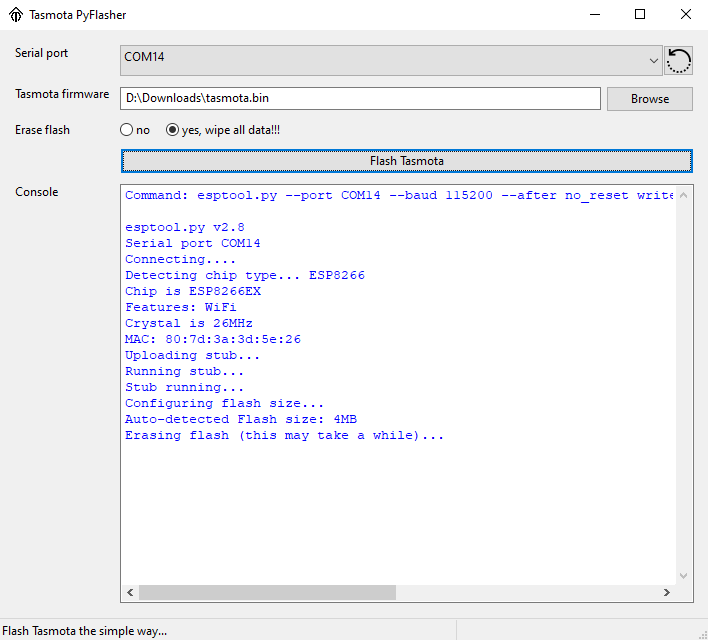 Tasmota PyFlasher
Serial port
COM14
Tasmota firmware
D:\Downloads\tasmota.bin
Browse
Erase flash
no
yes, wipe all data!!!
Flash Tasmota
Console
Command: esptool.py --port COM14 --baud 115200 --after no_reset write
esptool.py v2.8
Serial port COM14
Connecting....
Detecting chip type... ESP8266
Chip is ESP8266EX
Features: WiFi
Crystal is 26MHz
MAC: 80:7d:3a:3d:5e:26
Uploading stub...
Running stub...
Stub running...
Configuring flash size...
Auto-detected Flash size: 4MB
Erasing flash (this may take a while)...
Flash Tasmota the simple way...